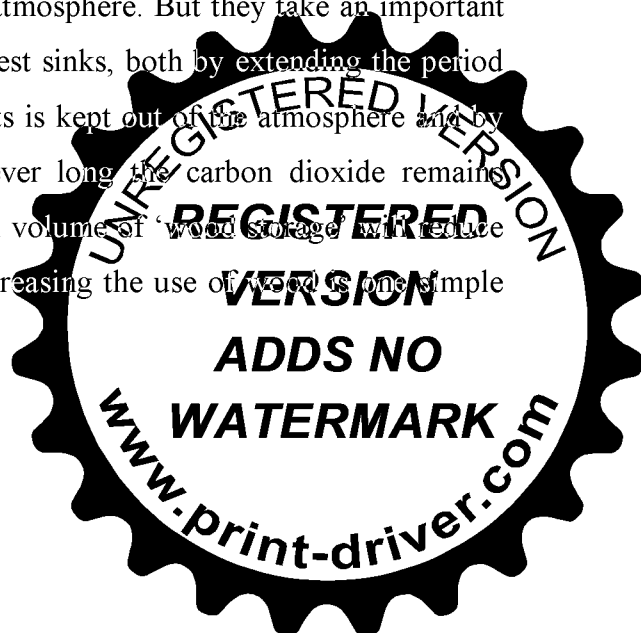 atmosphere. But they take an important
est sinks, both by extending the period
ts is kept out of the atmosphere and by
ver long the carbon dioxide remains
volume of ‘wood storage’ will reduce
reasing the use of wood is one simple
UNREGISTERED VERSION
REGISTERED
VERSION
ADDS NO
WATERMARK
www.print-driver.com